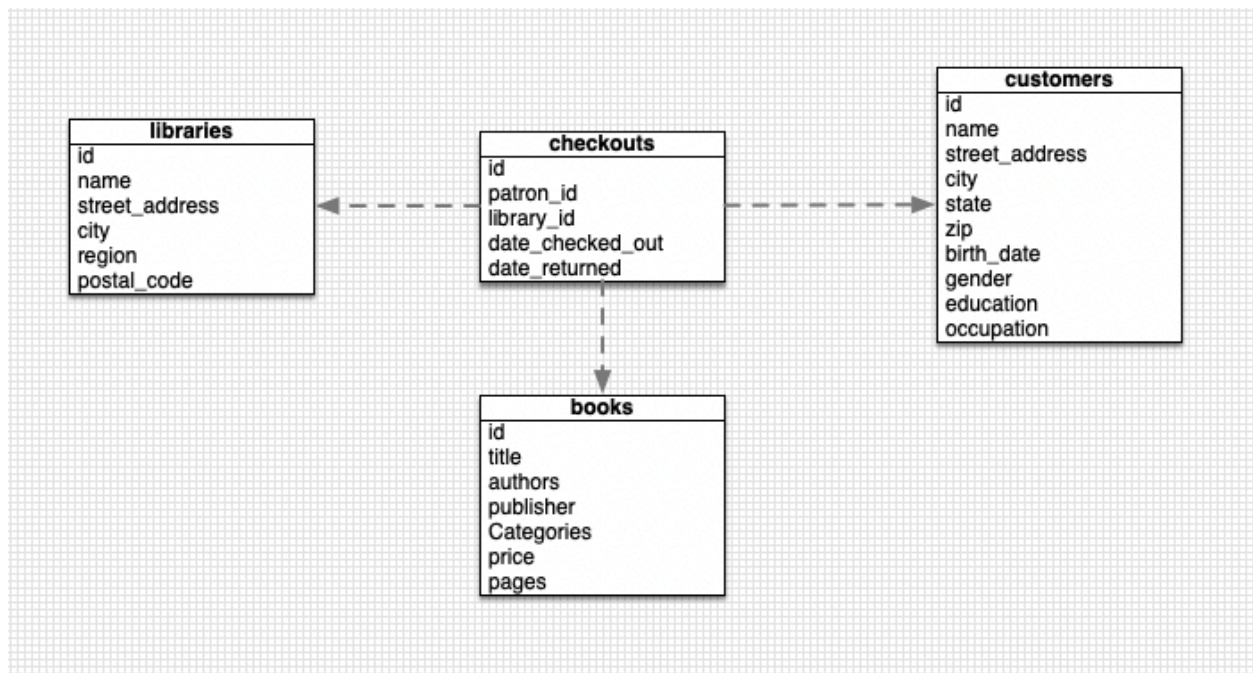 libraries
id
name
street_address
city
region
postal_code
checkouts
id
patron_id
library_id
date_checked_out
date_returned
customers
id
name
street_address
city
state
zip
birth_date
gender
education
occupation
books
id
title
authors
publisher
Categories
price
pages